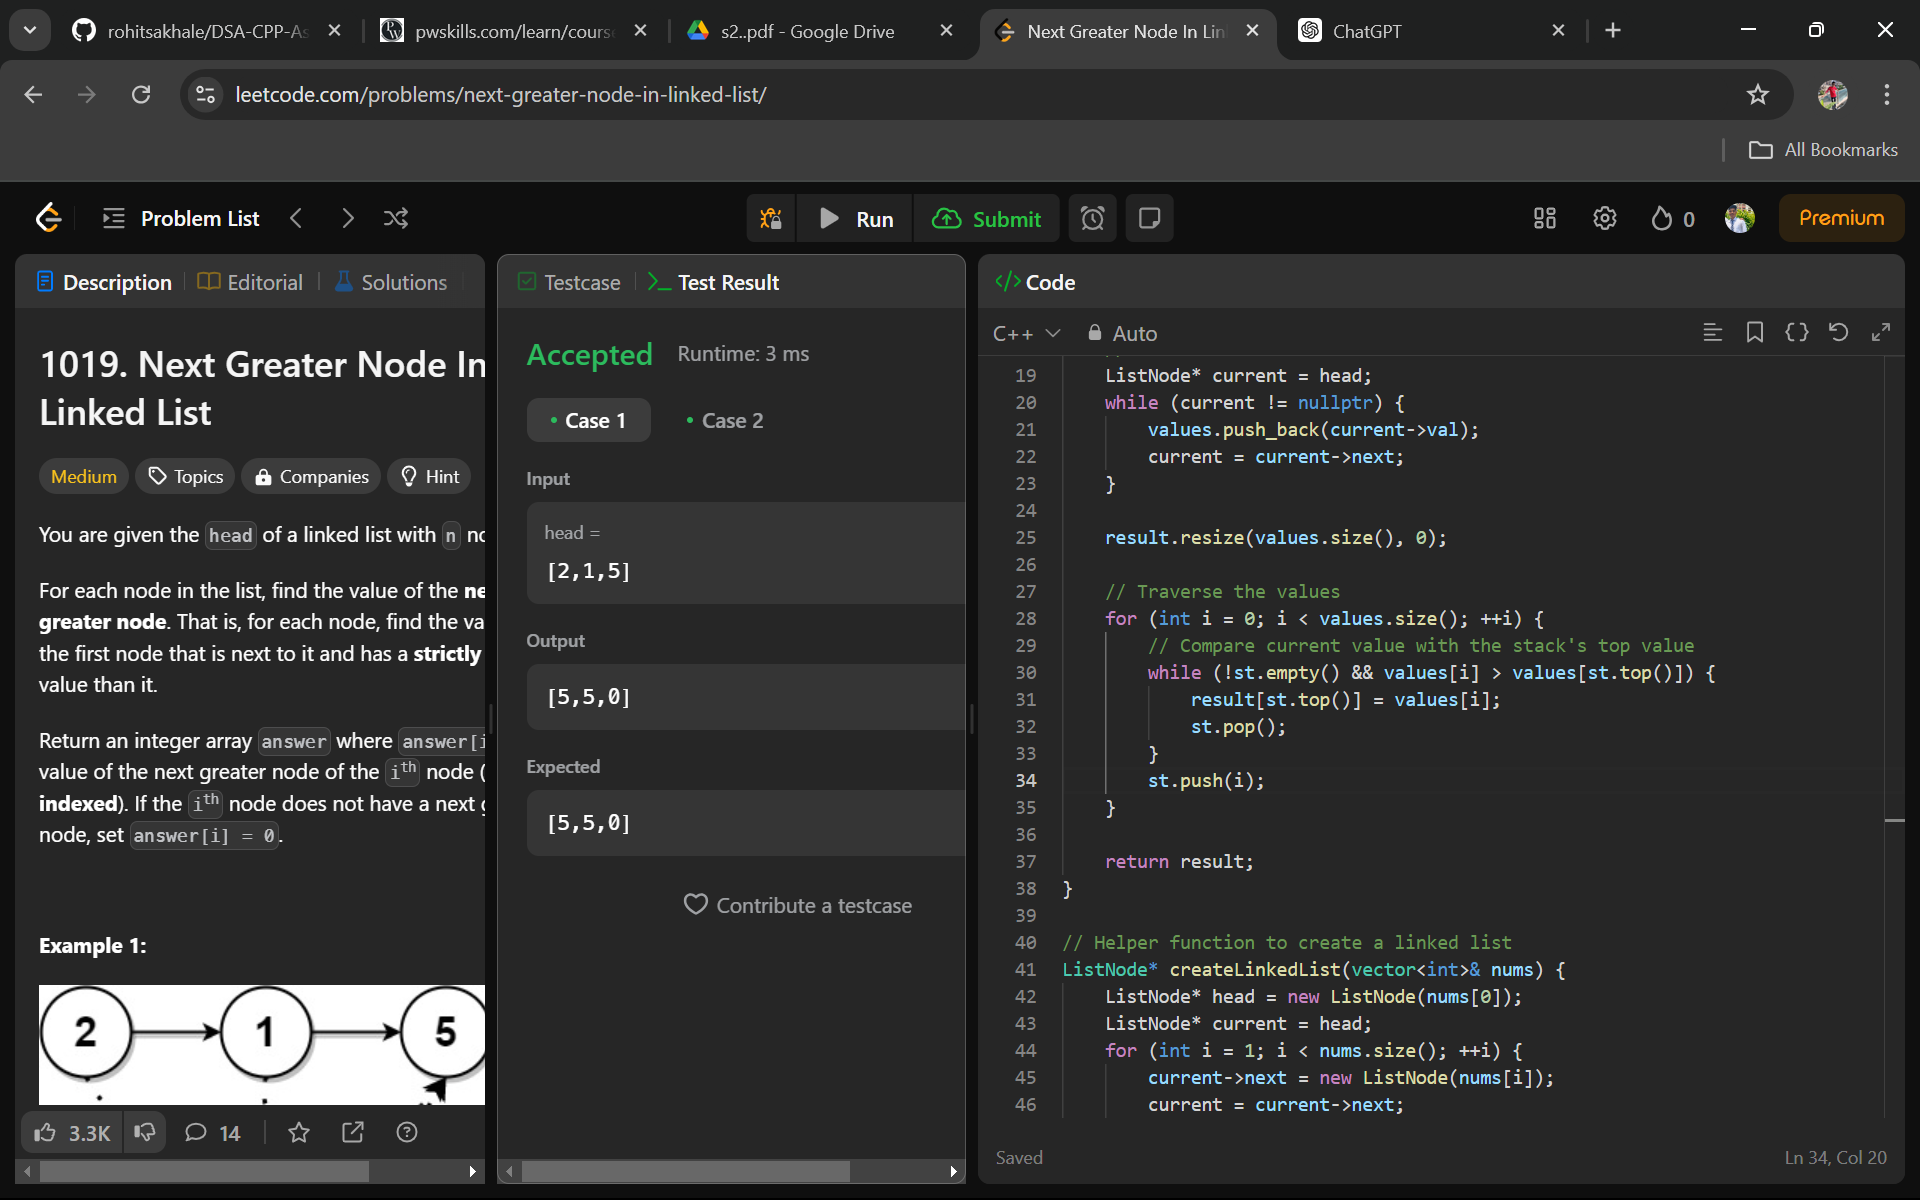 rohitsakhale/DSA-CPP-As
pwskills.com/learn/cours
s2..pdf - Google Drive
Next Greater Node In Lin
ChatGPT
leetcode.com/problems/next-greater-node-in-linked-list/
All Bookmarks
Problem List
Run
Submit
0
Premium
Description
Editorial
Solutions
1019. Next Greater Node In
Linked List
Medium
Topics
Companies
Hint
You are given the head of a linked list with n no
For each node in the list, find the value of the ne
greater node. That is, for each node, find the va
the first node that is next to it and has a strictly
value than it.
Return an integer array answer where answer[i
value of the next greater node of the ith node (
indexed). If the ith node does not have a next g
node, set answer[i] = 0.
Example 1:
2
1
5
3.3K
14
Testcase
Test Result
Accepted
Runtime: 3 ms
Case 1
Case 2
Input
head =
[2,1,5]
Output
[5,5,0]
Expected
[5,5,0]
Contribute a testcase
</> Code
C++
Auto
19 ListNode* current = head;
20 while (current != nullptr) {
21 values.push_back(current->val);
22 current = current->next;
23 }
24
25 result.resize(values.size(), 0);
26
27 // Traverse the values
28 for (int i = 0; i < values.size(); ++i) {
29 // Compare current value with the stack's top value
30 while (!st.empty() && values[i] > values[st.top()]) {
31 result[st.top()] = values[i];
32 st.pop();
33 }
34 st.push(i);
35 }
36
37 return result;
38 }
39
40 // Helper function to create a linked list
41 ListNode* createLinkedList(vector<int>& nums) {
42 ListNode* head = new ListNode(nums[0]);
43 ListNode* current = head;
44 for (int i = 1; i < nums.size(); ++i) {
45 current->next = new ListNode(nums[i]);
46 current = current->next;
Saved
Ln 34, Col 20